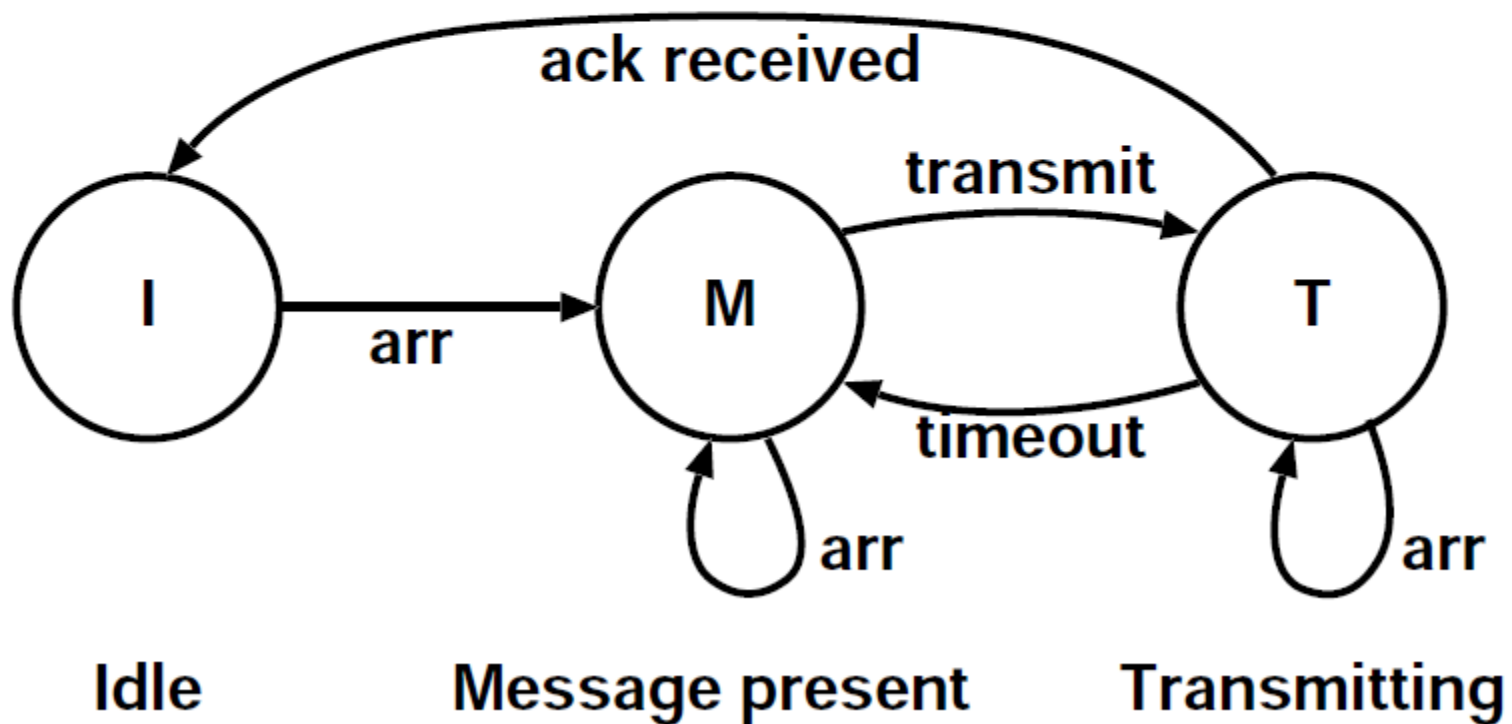 ack received
transmit
I
M
T
arr
timeout
arr
arr
Idle
Message present
Transmitting